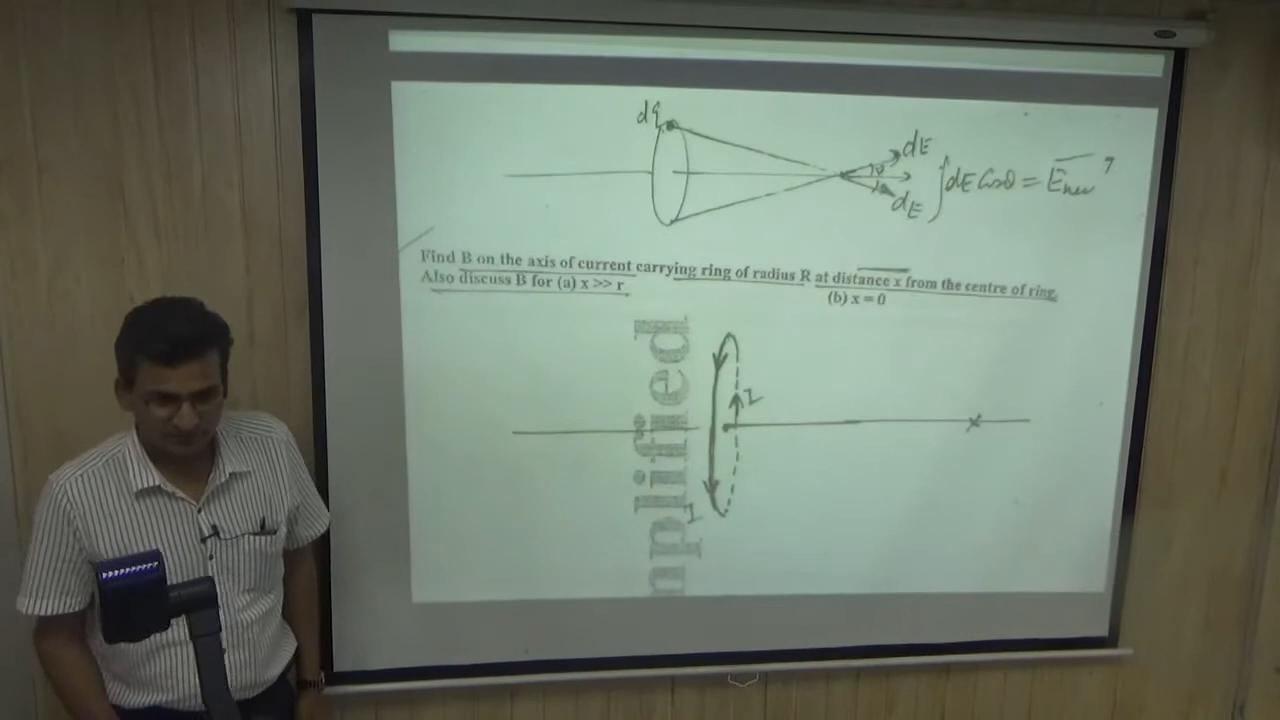 dq
dE
θ
θ
dE
∫dE Cosθ = E
Find B on the axis of current carrying ring of radius R at distance x from the centre of ring.
Also discuss B for (a) x >> r (b) x = 0
I
I
nplified